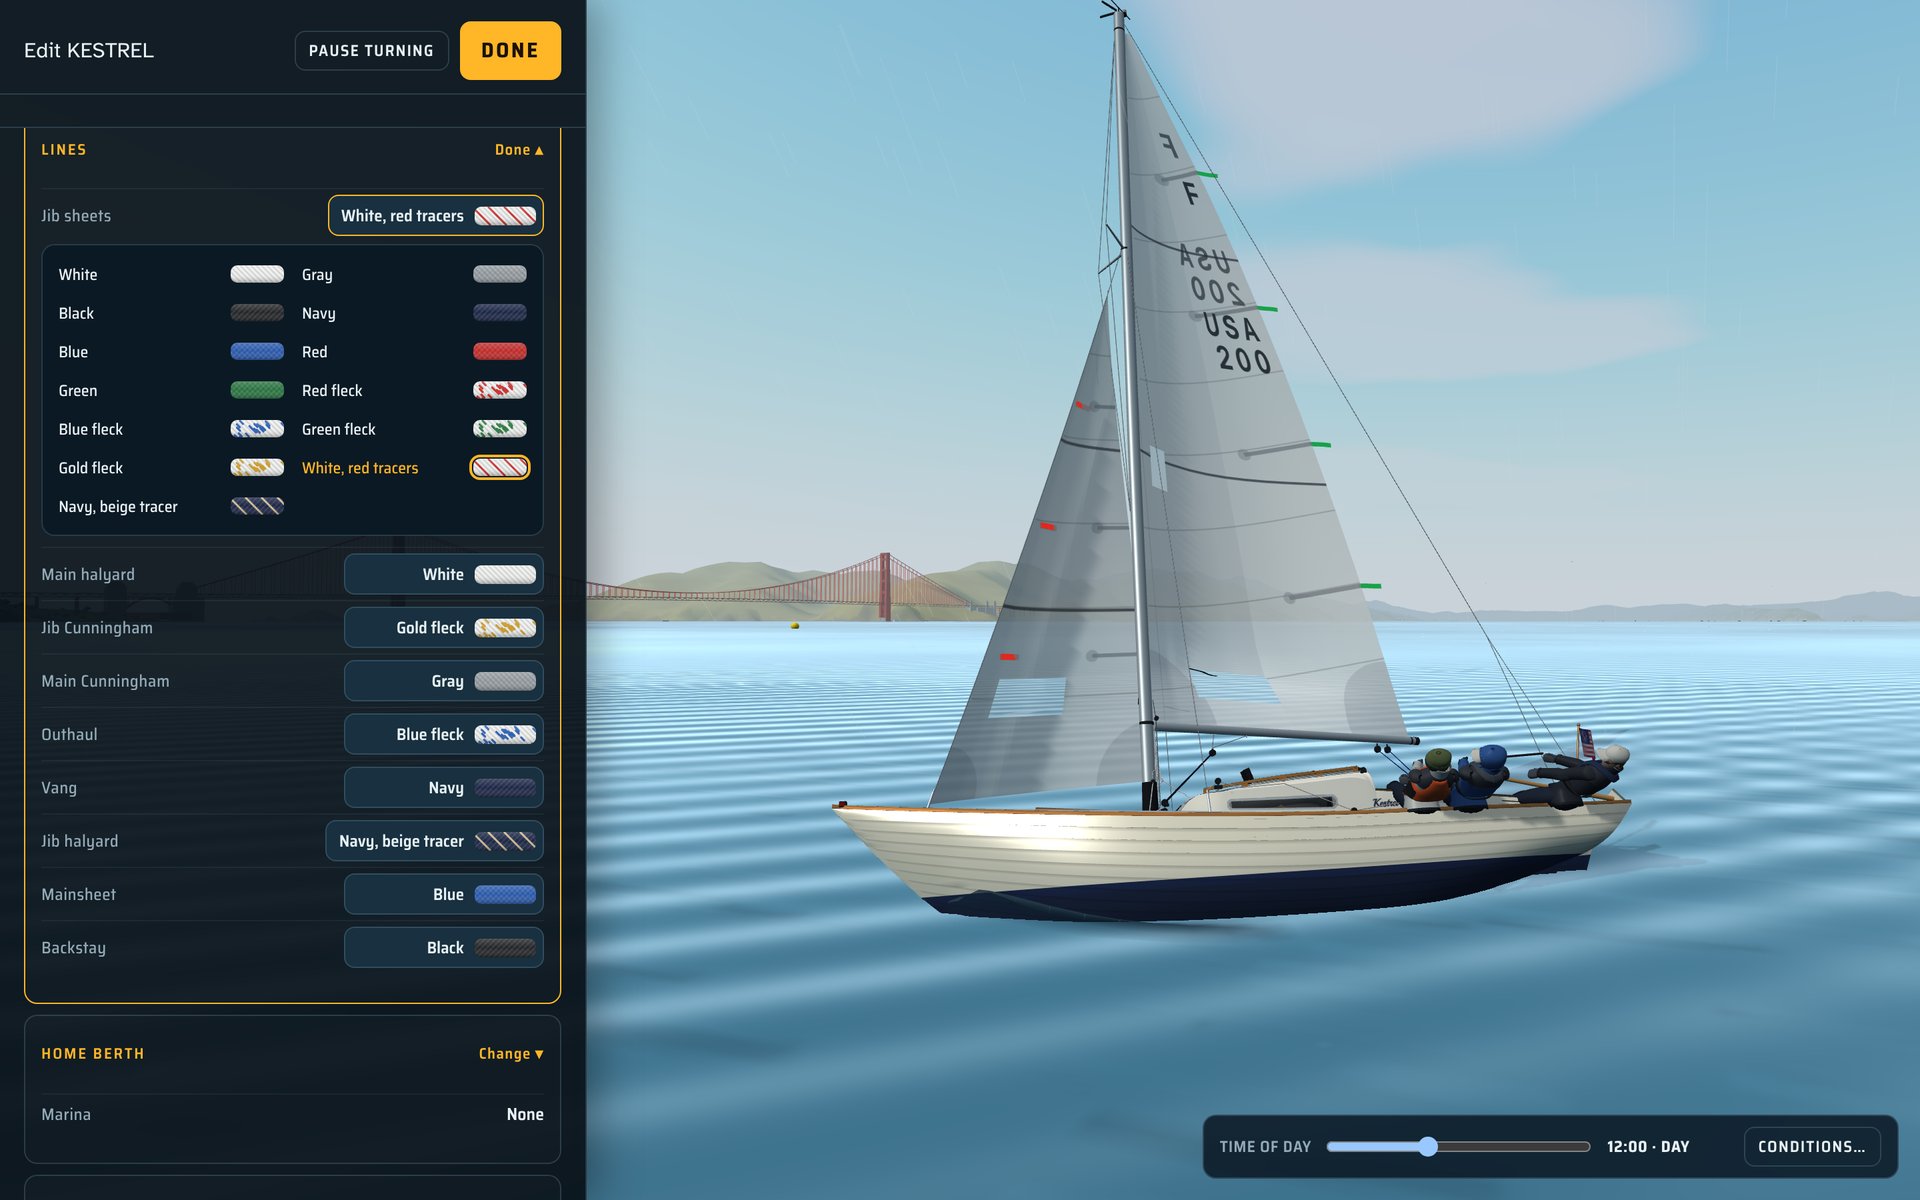 Edit KESTREL
PAUSE TURNING
DONE
LINES
Done ▲
Jib sheets
White, red tracers
White
Gray
Black
Navy
Blue
Red
Green
Red fleck
Blue fleck
Green fleck
Gold fleck
White, red tracers
Navy, beige tracer
Main halyard
White
Jib Cunningham
Gold fleck
Main Cunningham
Gray
Outhaul
Blue fleck
Vang
Navy
Jib halyard
Navy, beige tracer
Mainsheet
Blue
Backstay
Black
HOME BERTH
Change ▼
Marina
None
F
F
USA
200
USA
200
Kestrel
TIME OF DAY
12:00 · DAY
CONDITIONS...